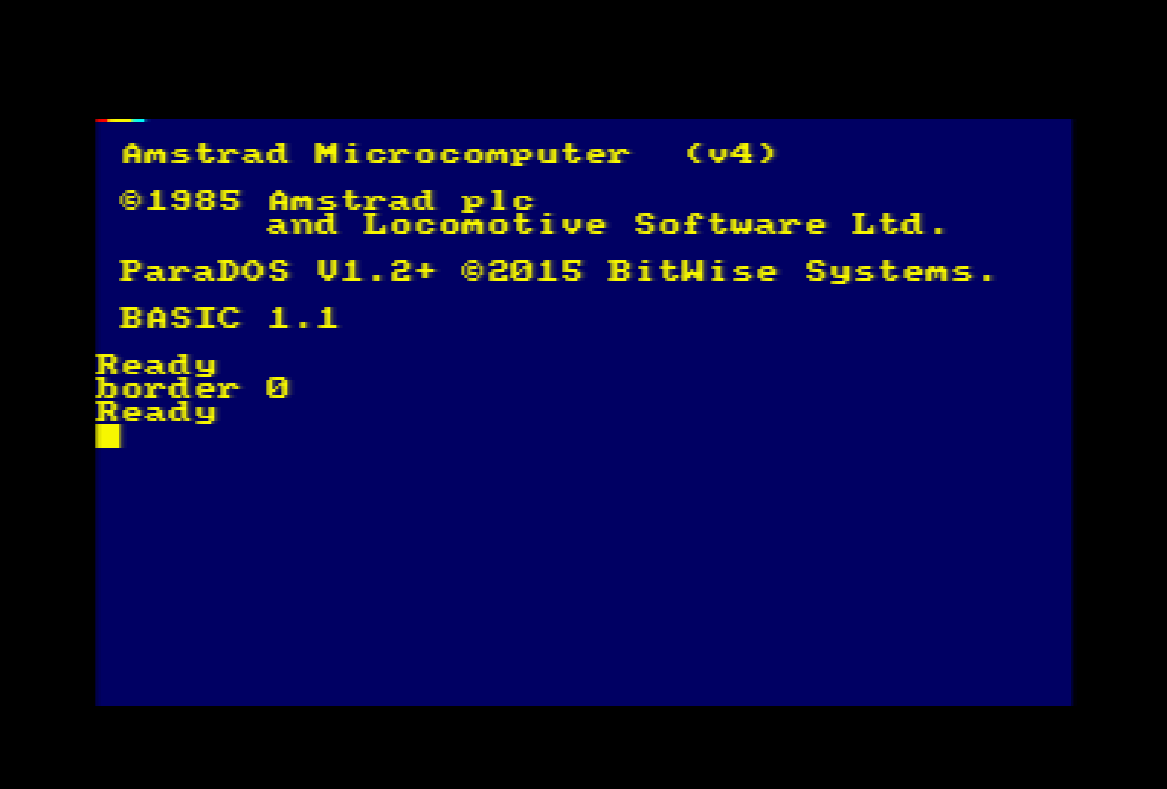 Amstrad Microcomputer  (v4)
©1985 Amstrad plc
and Locomotive Software Ltd.
ParaDOS V1.2+ ©2015 BitWise Systems.
BASIC 1.1
Ready
border 0
Ready